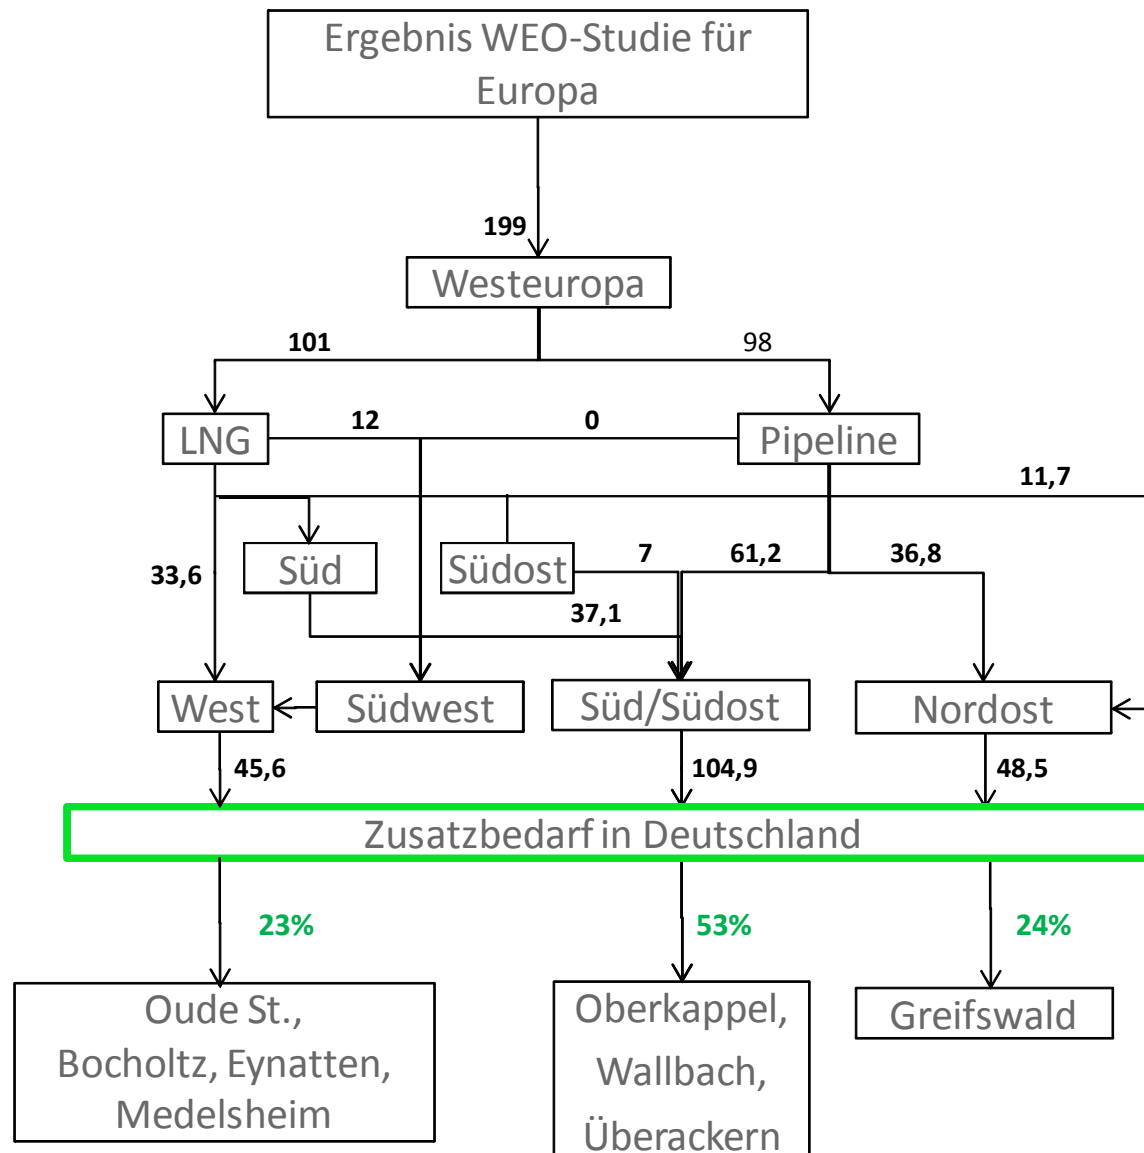 Ergebnis WEO-Studie für
Europa
199
Westeuropa
101
98
LNG
12
0
Pipeline
11,7
Süd
Südost
7
61,2
36,8
33,6
37,1
West
Südwest
Süd/Südost
Nordost
45,6
104,9
48,5
Zusatzbedarf in Deutschland
23%
53%
24%
Oude St.,
Bocholtz, Eynatten,
Medelsheim
Oberkappel,
Wallbach,
Überackern
Greifswald